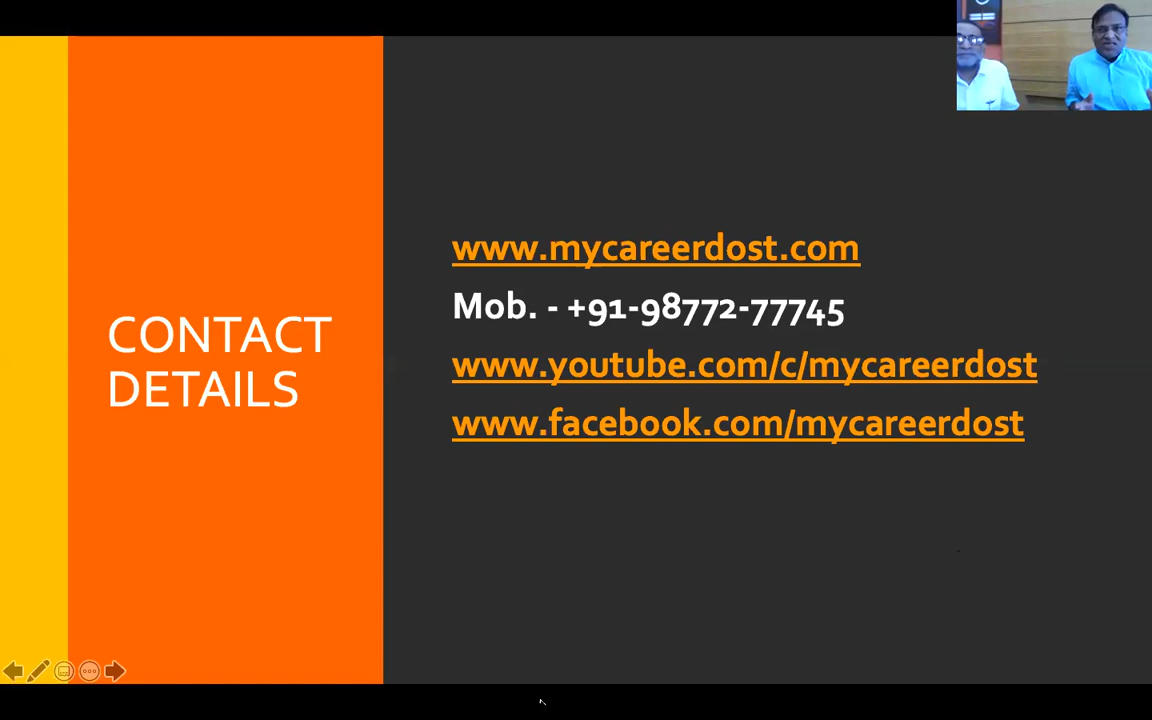 www.mycareerdost.com
Mob. - +91-98772-77745
CONTACT
DETAILS
www.youtube.com/c/mycareerdost
www.facebook.com/mycareerdost